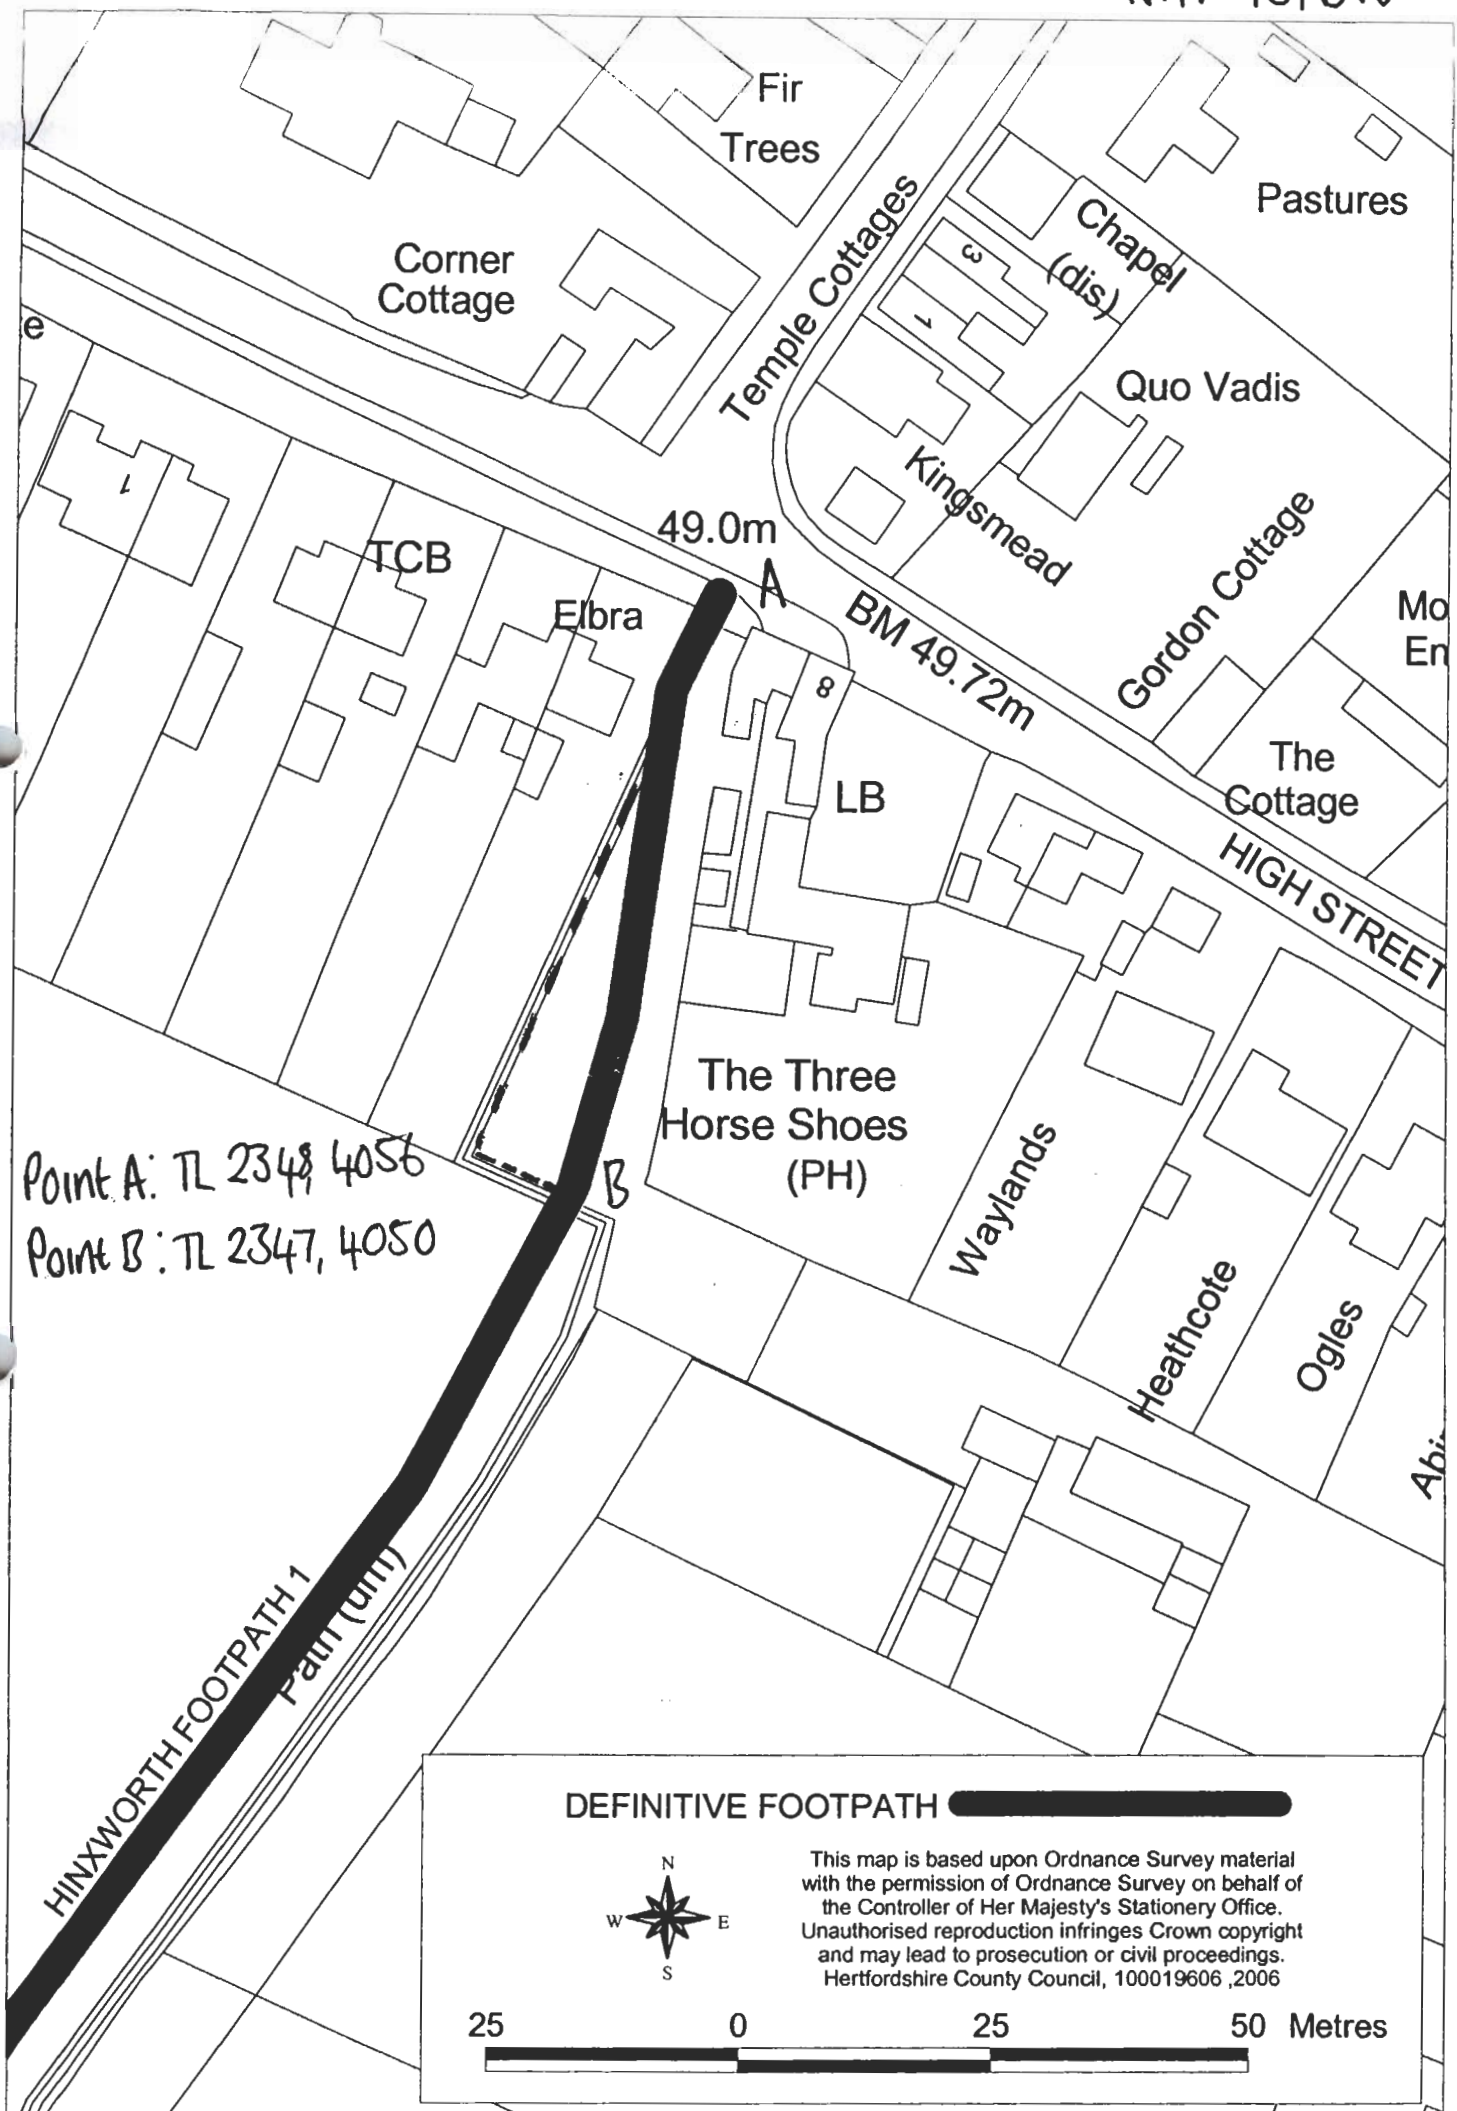 Fir
Trees
Pastures
Corner
Cottage
Temple Cottages
Chapel
(dis)
3
1
e
Quo Vadis
Kingsmead
Gordon Cottage
1
TCB
49.0m
A
Elbra
BM 49.72m
Mo
En
8
LB
The
Cottage
HIGH STREET
The Three
Horse Shoes
(PH)
B
Point A: TL 2348, 4056
Point B: TL 2347, 4050
Waylands
Heathcote
Ogles
Abi
HINXWORTH FOOTPATH 1
Path (um)
DEFINITIVE FOOTPATH
N
W E
S
This map is based upon Ordnance Survey material
with the permission of Ordnance Survey on behalf of
the Controller of Her Majesty's Stationery Office.
Unauthorised reproduction infringes Crown copyright
and may lead to prosecution or civil proceedings.
Hertfordshire County Council, 100019606 ,2006
25 0 25 50 Metres